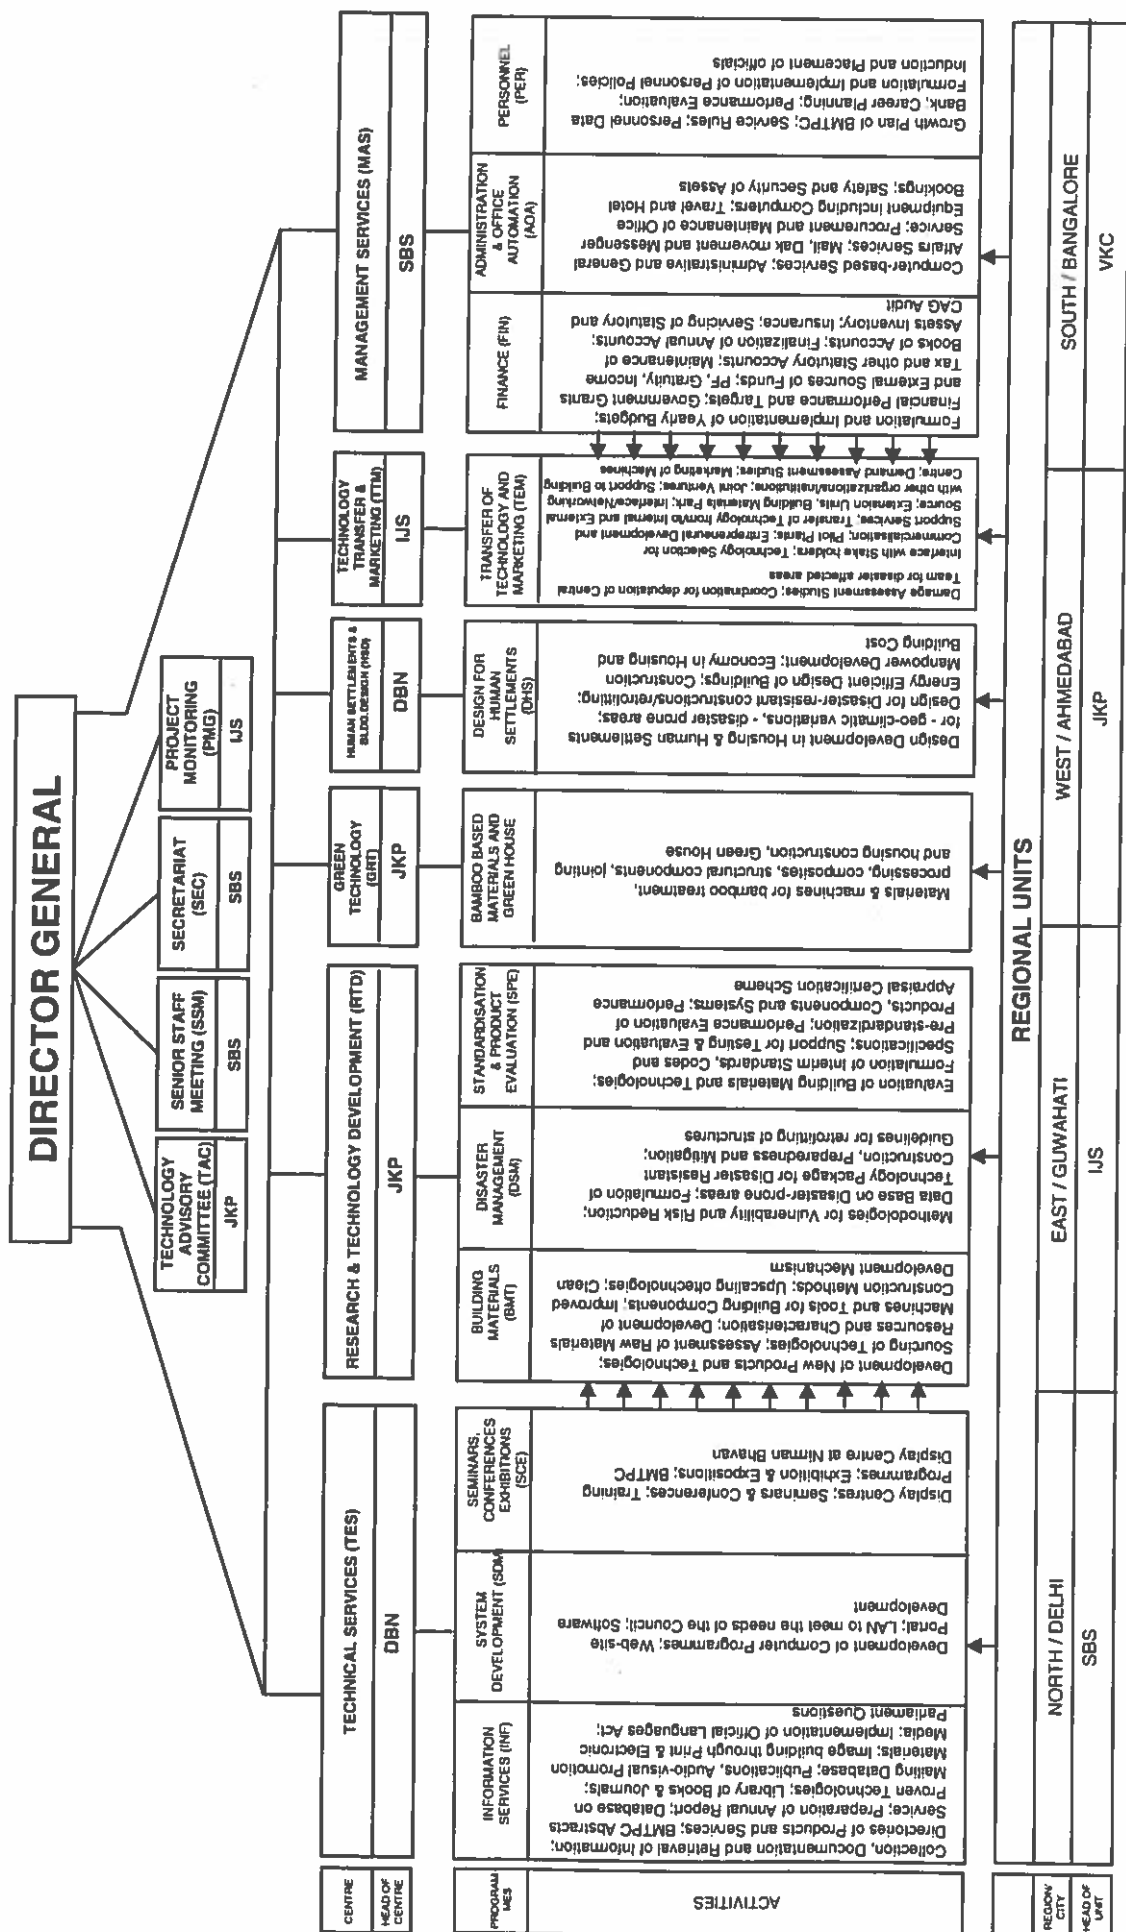 DIRECTOR GENERAL
TECHNOLOGY
ADVISORY
COMMITTEE (TAC)
JKP
SENIOR STAFF
MEETING (SSM)
SBS
SECRETARIAT
(SEC)
SBS
PROJECT
MONITORING
(PMG)
IJS
CENTRE
TECHNICAL SERVICES (TES)
RESEARCH & TECHNOLOGY DEVELOPMENT (RTD)
GREEN
TECHNOLOGY
(GRT)
HUMAN SETTLEMENTS &
BLDG.DESIGN (HSD)
TECHNOLOGY
TRANSFER &
MARKETING (TTM)
MANAGEMENT SERVICES (MAS)
HEAD OF
CENTRE
DBN
JKP
JKP
DBN
IJS
SBS
PROGRAM
MES
INFORMATION
SERVICES (INF)
SYSTEM
DEVELOPMENT (SDM)
SEMINARS,
CONFERENCES
EXHIBITIONS
(SCE)
BUILDING
MATERIALS
(BMT)
DISASTER
MANAGEMENT
(DSM)
STANDARDISATION
& PRODUCT
EVALUATION (SPE)
BAMBOO BASED
MATERIALS AND
GREEN HOUSE
DESIGN FOR
HUMAN
SETTLEMENTS
(DHS)
TRANSFER OF
TECHNOLOGY AND
MARKETING (TEM)
FINANCE (FIN)
ADMINISTRATION
& OFFICE
AUTOMATION
(AOA)
PERSONNEL
(PER)
ACTIVITIES
Collection, Documentation and Retrieval of Information;
Directories of Products and Services; BMTPC Abstracts
Service; Preparation of Annual Report; Database on
Proven Technologies; Library of Books & Journals;
Mailing Database; Publications, Audio-visual Promotion
Materials; Image building through Print & Electronic
Media; Implementation of Official Languages Act;
Parliament Questions
Development of Computer Programmes; Web-site
Portal; LAN to meet the needs of the Council; Software
Development
Display Centres; Seminars & Conferences; Training
Programmes; Exhibition & Expositions; BMTPC
Display Centre at Nirman Bhavan
Development of New Products and Technologies;
Sourcing of Technologies; Assessment of Raw Materials
Resources and Characterisation; Development of
Machines and Tools for Building Components; Improved
Construction Methods; Upscaling oftechnologies; Clean
Development Mechanism
Methodologies for Vulnerability and Risk Reduction;
Data Base on Disaster-prone areas; Formulation of
Technology Package for Disaster Resistant
Construction, Preparedness and Mitigation;
Guidelines for retrofitting of structures
Evaluation of Building Materials and Technologies;
Formulation of Interim Standards, Codes and
Specifications; Support for Testing & Evaluation and
Pre-standardization; Performance Evaluation of
Products, Components and Systems; Performance
Appraisal Certification Scheme
Materials & machines for bamboo treatment,
processing, composites, structural components, jointing
and housing construction, Green House
Design Development in Housing & Human Settlements
for - geo-climatic variations, - disaster prone areas;
Design for Disaster-resistant constructions/retrofitting;
Energy Efficient Design of Buildings; Construction
Manpower Development; Economy in Housing and
Building Cost
Damage Assessment Studies; Coordination for deputation of Central
Team for disaster affected areas
Interface with Stake holders; Technology Selection for
Commercialisation; Pilot Plants; Entrepreneurial Development and
Support Services; Transfer of Technology from/to Internal and External
Source; Extension Units, Building Materials Park; Interface/Networking
with other organizations/institutions; Joint Ventures; Support to Building
Centre; Demand Assessment Studies; Marketing of Machines
Formulation and Implementation of Yearly Budgets;
Financial Performance and Targets; Government Grants
and External Sources of Funds; PF, Gratuity, Income
Tax and other Statutory Accounts; Maintenance of
Books of Accounts; Finalization of Annual Accounts;
Assets Inventory; Insurance; Servicing of Statutory and
CAG Audit
Computer-based Services; Administrative and General
Affairs Services; Mail, Dak movement and Messenger
Service; Procurement and Maintenance of Office
Equipment Including Computers; Travel and Hotel
Bookings; Safety and Security of Assets
Growth Plan of BMTPC; Service Rules; Personnel Data
Bank; Career Planning; Performance Evaluation;
Formulation and Implementation of Personnel Policies;
Induction and Placement of officials
REGIONAL UNITS
REGION/
CITY
NORTH / DELHI
EAST / GUWAHATI
WEST / AHMEDABAD
SOUTH / BANGALORE
HEAD OF
UNIT
SBS
IJS
JKP
VKC